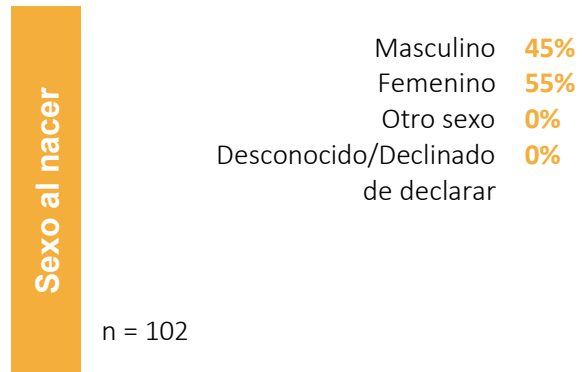 Sexo al nacer
Masculino 45%
Femenino 55%
Otro sexo 0%
Desconocido/Declinado 0%
de declarar
n = 102